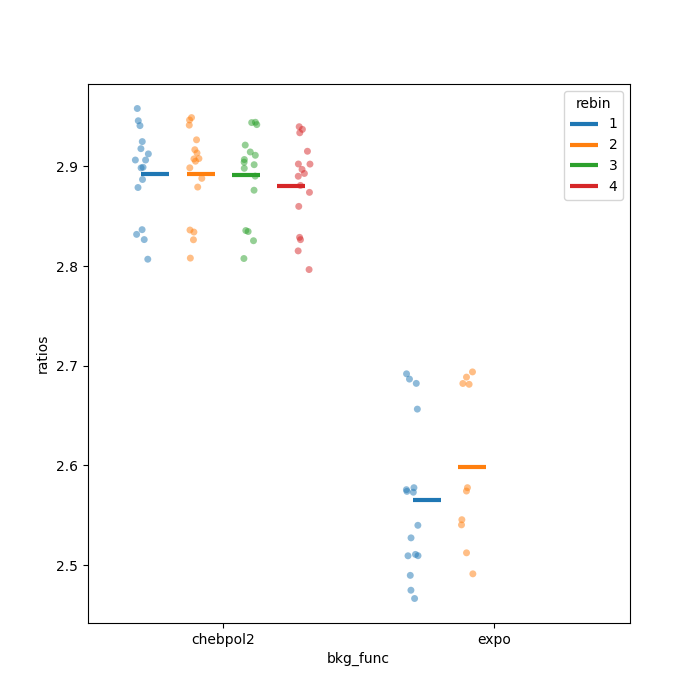 rebin
1
2
3
4
2.9
2.8
2.7
2.6
2.5
ratios
chebpol2 expo
bkg_func